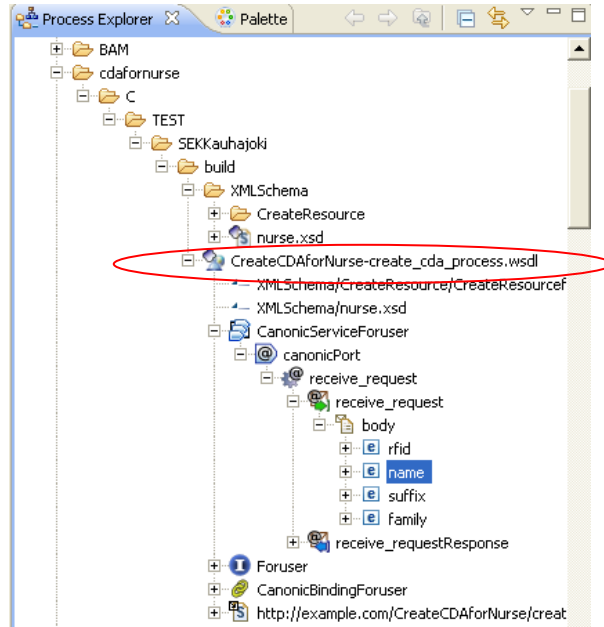 Process Explorer Palette
BAM
cdafornurse
C
TEST
SEKKauhajoki
build
XMLSchema
CreateResource
nurse.xsd
CreateCDAforNurse-create_cda_process.wsdl
XMLSchema/CreateResource/CreateResourcef
XMLSchema/nurse.xsd
CanonicServiceForuser
canonicPort
receive_request
receive_request
body
rfid
name
suffix
family
receive_requestResponse
Foruser
CanonicBindingForuser
http://example.com/CreateCDAforNurse/creat